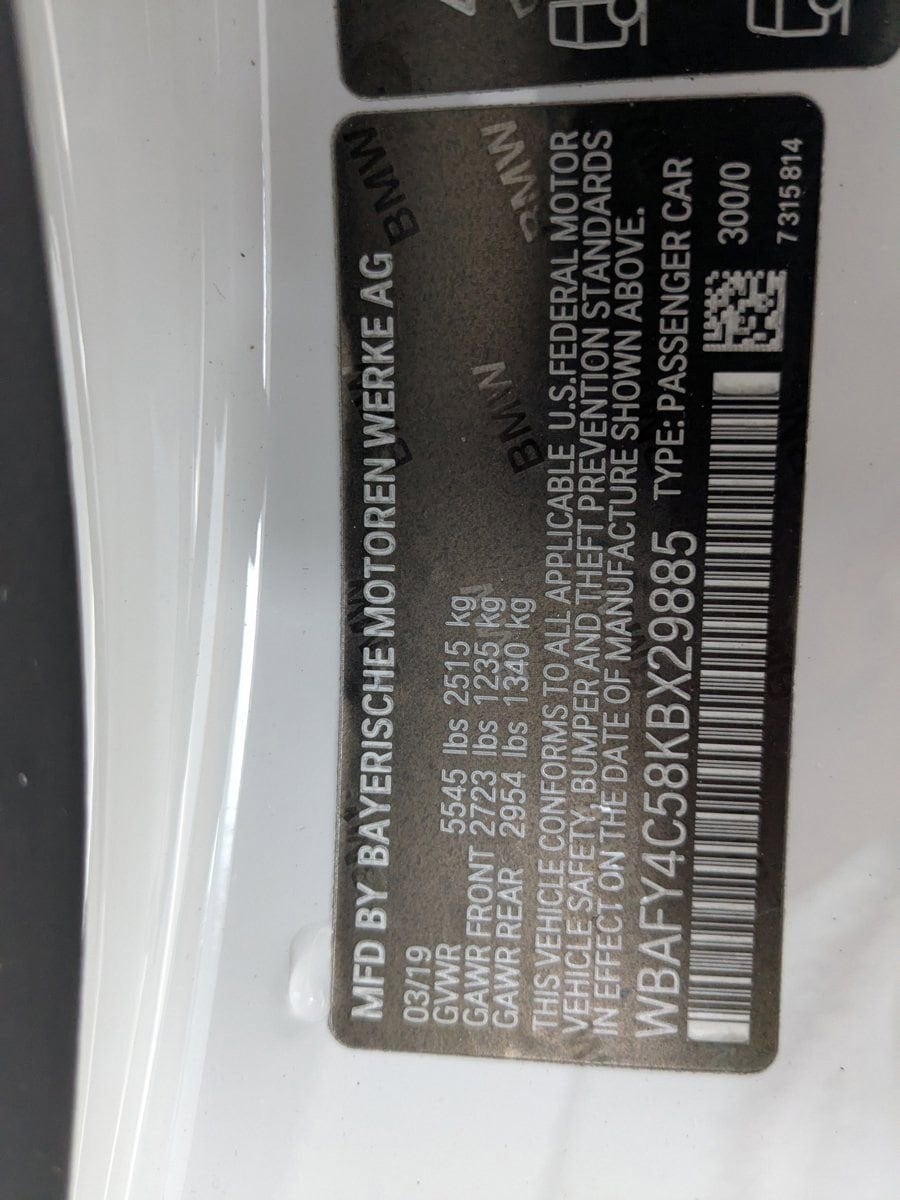 MFD BY BAYERISCHE MOTOREN WERKE AG
03/19
GVWR 5545 lbs 2515 kg
GAWR FRONT 2723 lbs 1235 kg
GAWR REAR 2954 lbs 1340 kg
THIS VEHICLE CONFORMS TO ALL APPLICABLE U.S.FEDERAL MOTOR
VEHICLE SAFETY, BUMPER AND THEFT PREVENTION STANDARDS
IN EFFECT ON THE DATE OF MANUFACTURE SHOWN ABOVE.
WBAFY4C58KBX29885 TYPE: PASSENGER CAR
300/0
7 315 814
BMW
BMW
BMW